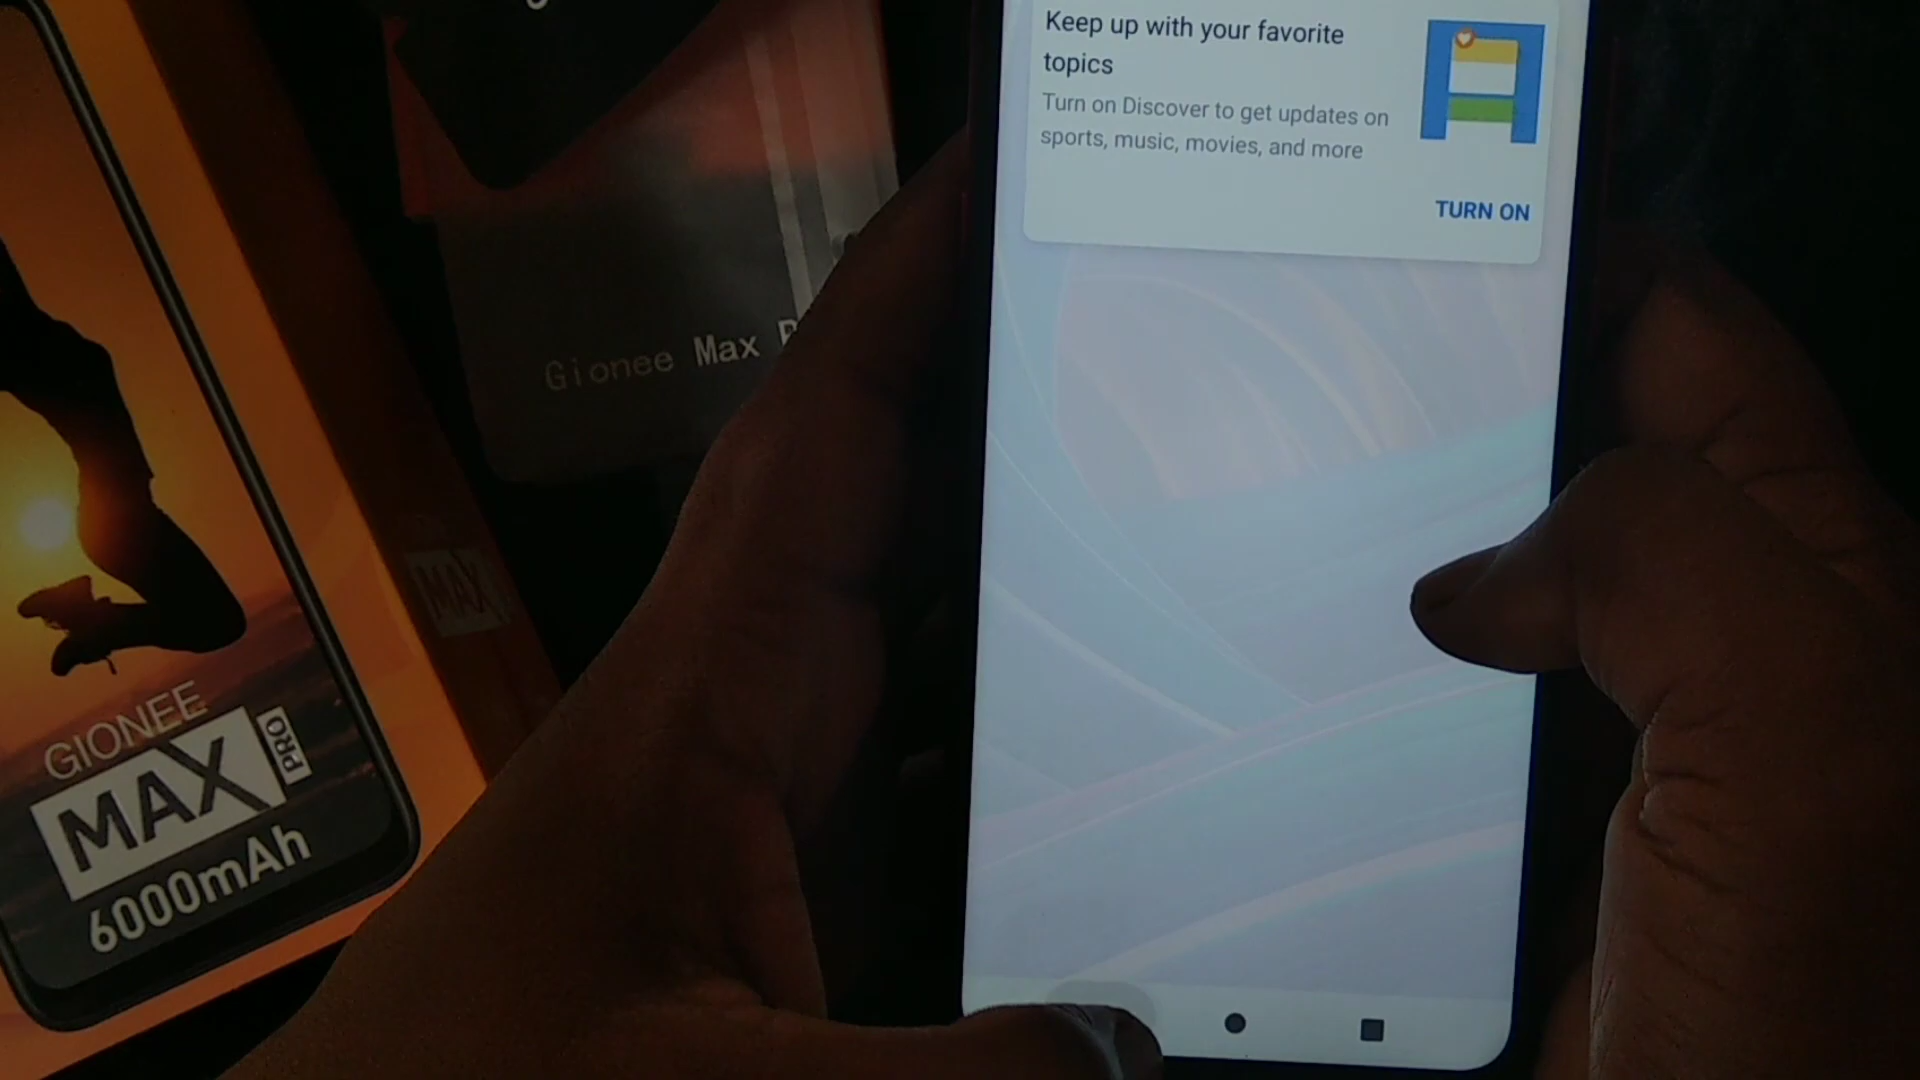 Keep up with your favorite
topics
Turn on Discover to get updates on
sports, music, movies, and more
TURN ON
Gionee Max
MAX
GIONEE
MAX PRO
6000mAh